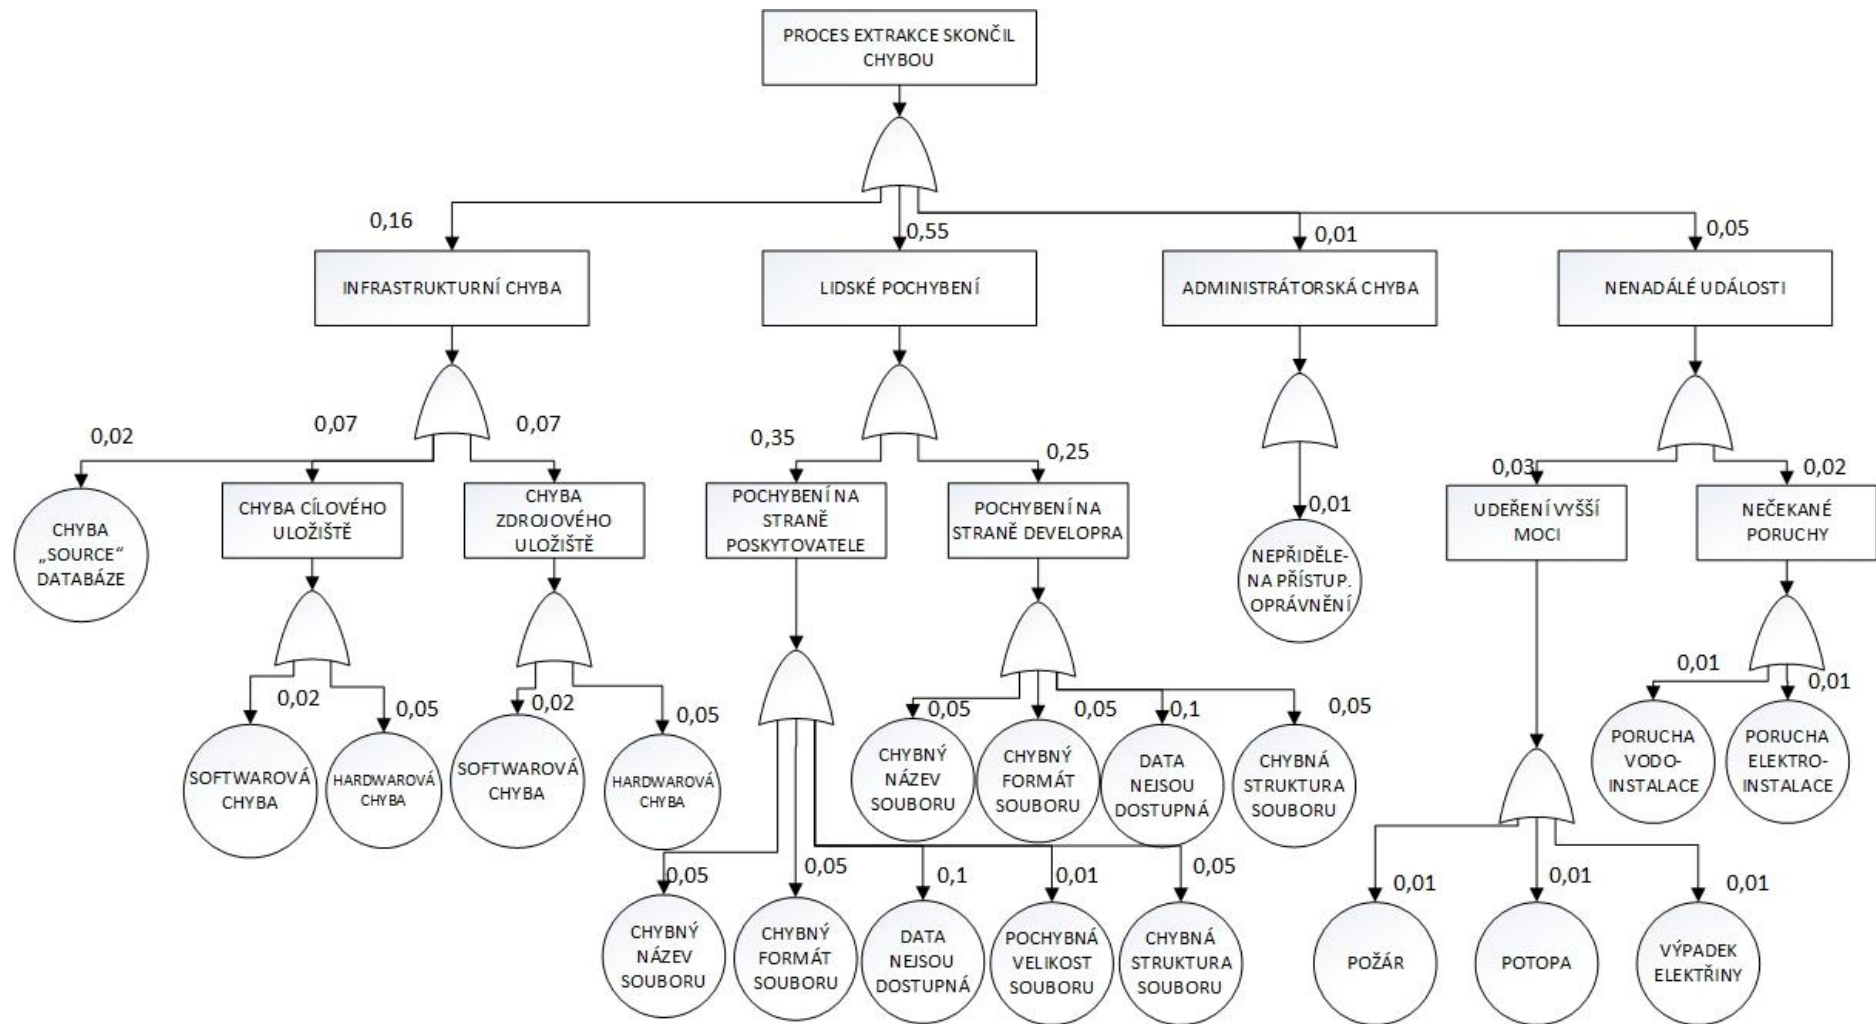 PROCES EXTRAKCE SKONČIL
CHYBOU
0,16
0,55
0,01
0,05
INFRASTRUKTURNÍ CHYBA
LIDSKÉ POCHYBENÍ
ADMINISTRÁTORSKÁ CHYBA
NENADÁLÉ UDÁLOSTI
0,02
0,07
0,07
0,35
0,25
0,03
0,02
CHYBA
„SOURCE“
DATABÁZE
CHYBA CÍLOVÉHO
ULOŽIŠTĚ
CHYBA
ZDROJOVÉHO
ULOŽIŠTĚ
POCHYBENÍ NA
STRANĚ
POSKYTOVATELE
POCHYBENÍ NA
STRANĚ DEVELOPRA
0,01
NEPŘIDĚLE-
NA PŘÍSTUP.
OPRÁVNĚNÍ
UDEŘENÍ VYŠŠÍ
MOCI
NEČEKANÉ
PORUCHY
0,02
0,05
0,02
0,05
0,05
0,05
0,1
0,05
0,01
0,01
SOFTWAROVÁ
CHYBA
HARDWAROVÁ
CHYBA
SOFTWAROVÁ
CHYBA
HARDWAROVÁ
CHYBA
CHYBNÝ
NÁZEV
SOUBORU
CHYBNÝ
FORMÁT
SOUBORU
DATA
NEJSOU
DOSTUPNÁ
CHYBNÁ
STRUKTURA
SOUBORU
PORUCHA
VODO-
INSTALACE
PORUCHA
ELEKTRO-
INSTALACE
0,05
0,05
0,1
0,01
0,05
0,01
0,01
0,01
CHYBNÝ
NÁZEV
SOUBORU
CHYBNÝ
FORMÁT
SOUBORU
DATA
NEJSOU
DOSTUPNÁ
POCHYBNÁ
VELIKOST
SOUBORU
CHYBNÁ
STRUKTURA
SOUBORU
POŽÁR
POTOPA
VÝPADEK
ELEKTŘINY